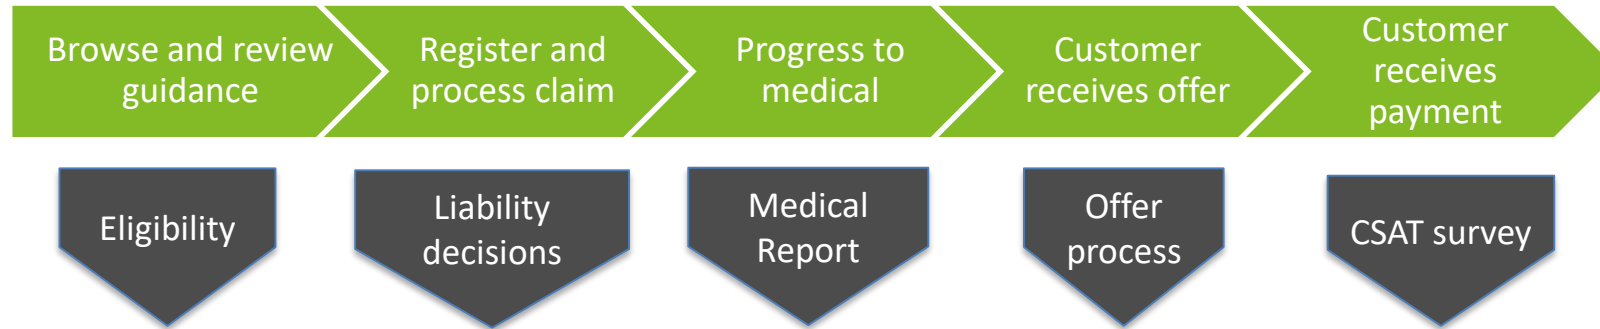 Browse and review
guidance
Register and
process claim
Progress to
medical
Customer
receives offer
Customer
receives
payment
Eligibility
Liability
decisions
Medical
Report
Offer
process
CSAT survey